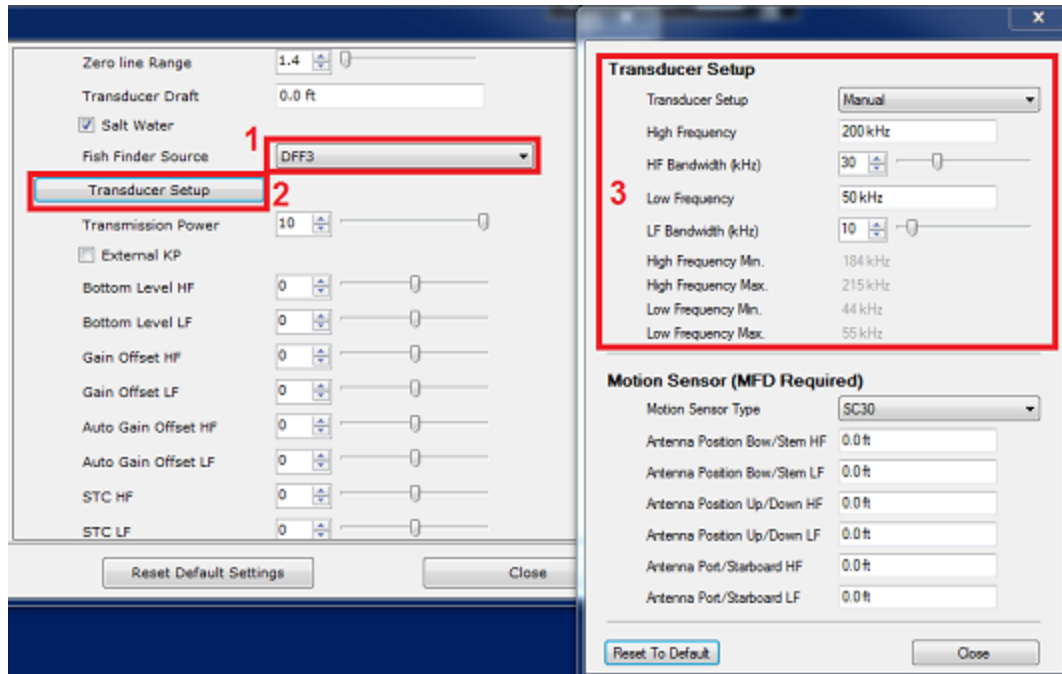 Zero line Range 1.4
Transducer Draft 0.0 ft
Salt Water
1
Fish Finder Source DFF3
Transducer Setup 2
Transmission Power 10
External KP
Bottom Level HF 0
Bottom Level LF 0
Gain Offset HF 0
Gain Offset LF 0
Auto Gain Offset HF 0
Auto Gain Offset LF 0
STC HF 0
STC LF 0
Reset Default Settings Close
Transducer Setup
Transducer Setup Manual
High Frequency 200 kHz
HF Bandwidth (kHz) 30
3
Low Frequency 50 kHz
LF Bandwidth (kHz) 10
High Frequency Min. 184 kHz
High Frequency Max. 215 kHz
Low Frequency Min. 44 kHz
Low Frequency Max. 55 kHz
Motion Sensor (MFD Required)
Motion Sensor Type SC30
Antenna Position Bow/Stern HF 0.0 ft
Antenna Position Bow/Stern LF 0.0 ft
Antenna Position Up/Down HF 0.0 ft
Antenna Position Up/Down LF 0.0 ft
Antenna Port/Starboard HF 0.0 ft
Antenna Port/Starboard LF 0.0 ft
Reset To Default Close